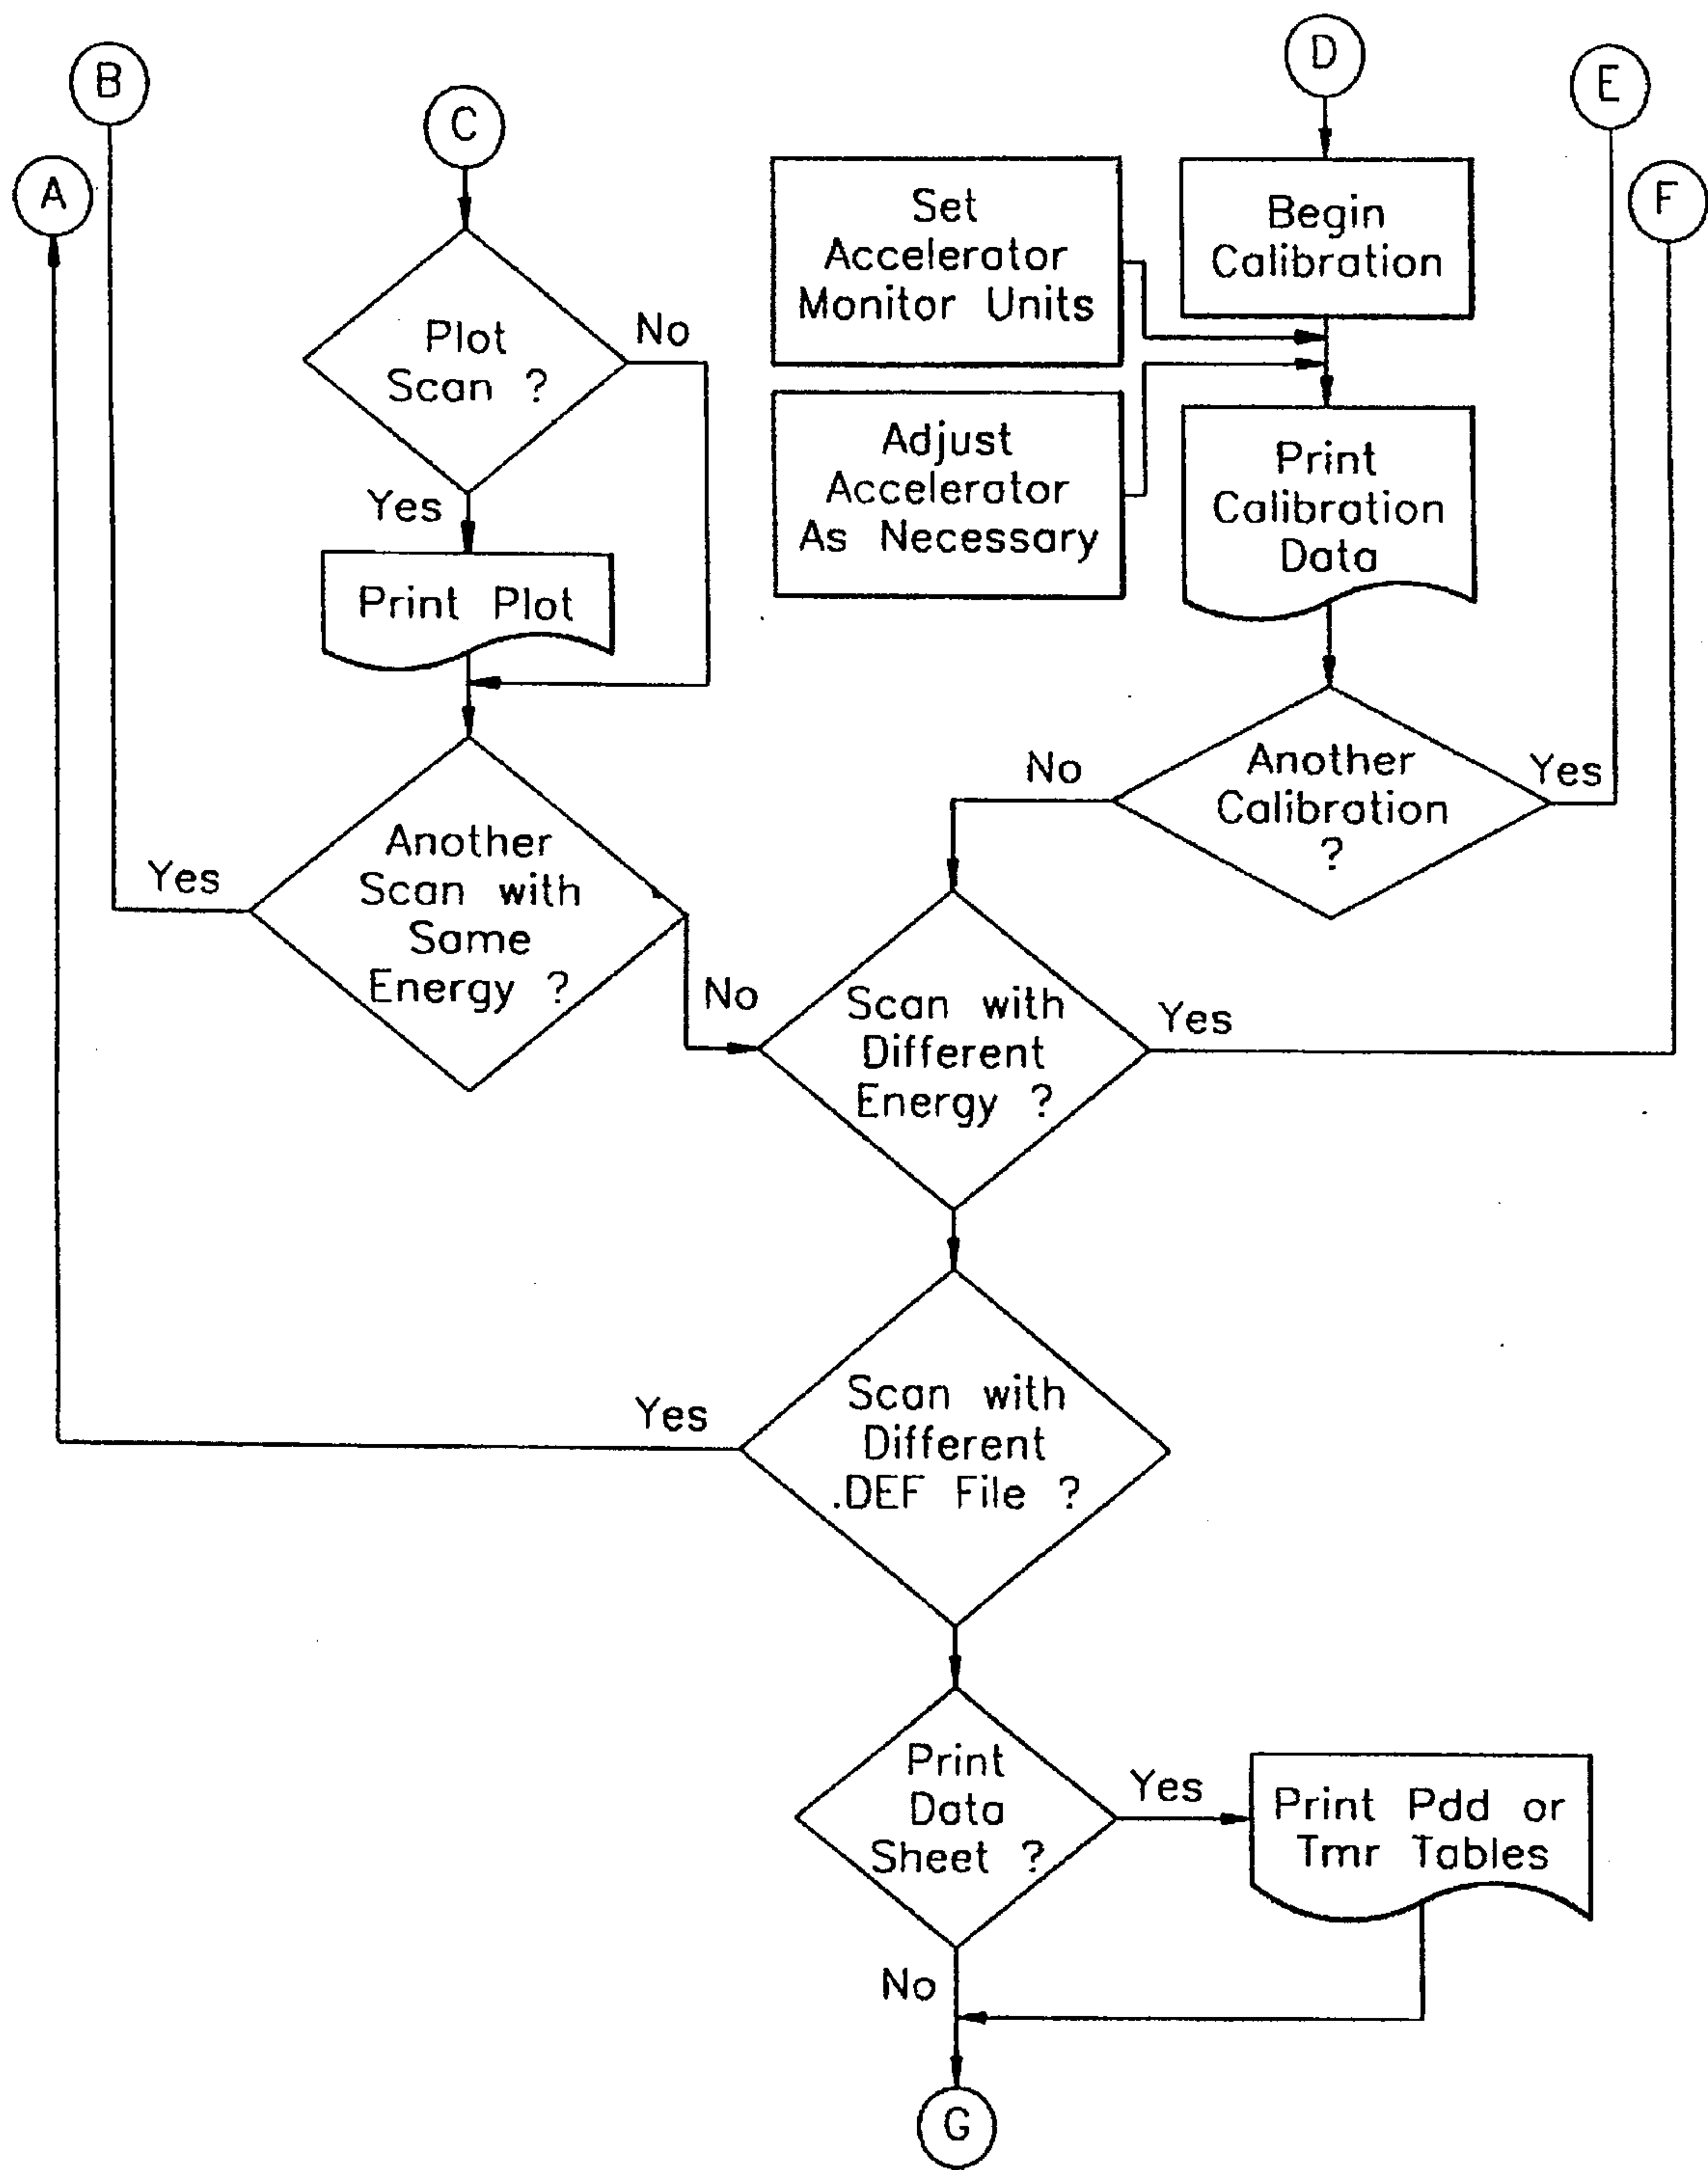 B
C
D
E
A
F
Set
Accelerator
Monitor Units
Begin
Calibration
Plot
Scan ?
No
Yes
Adjust
Accelerator
As Necessary
Print
Calibration
Data
Print Plot
Another
Scan with
Same
Energy ?
Yes
No
Another
Calibration
?
No
Yes
Scan with
Different
Energy ?
Yes
Scan with
Different
.DEF File ?
Yes
Print
Data
Sheet ?
Yes
Print Pdd or
Tmr Tables
No
G